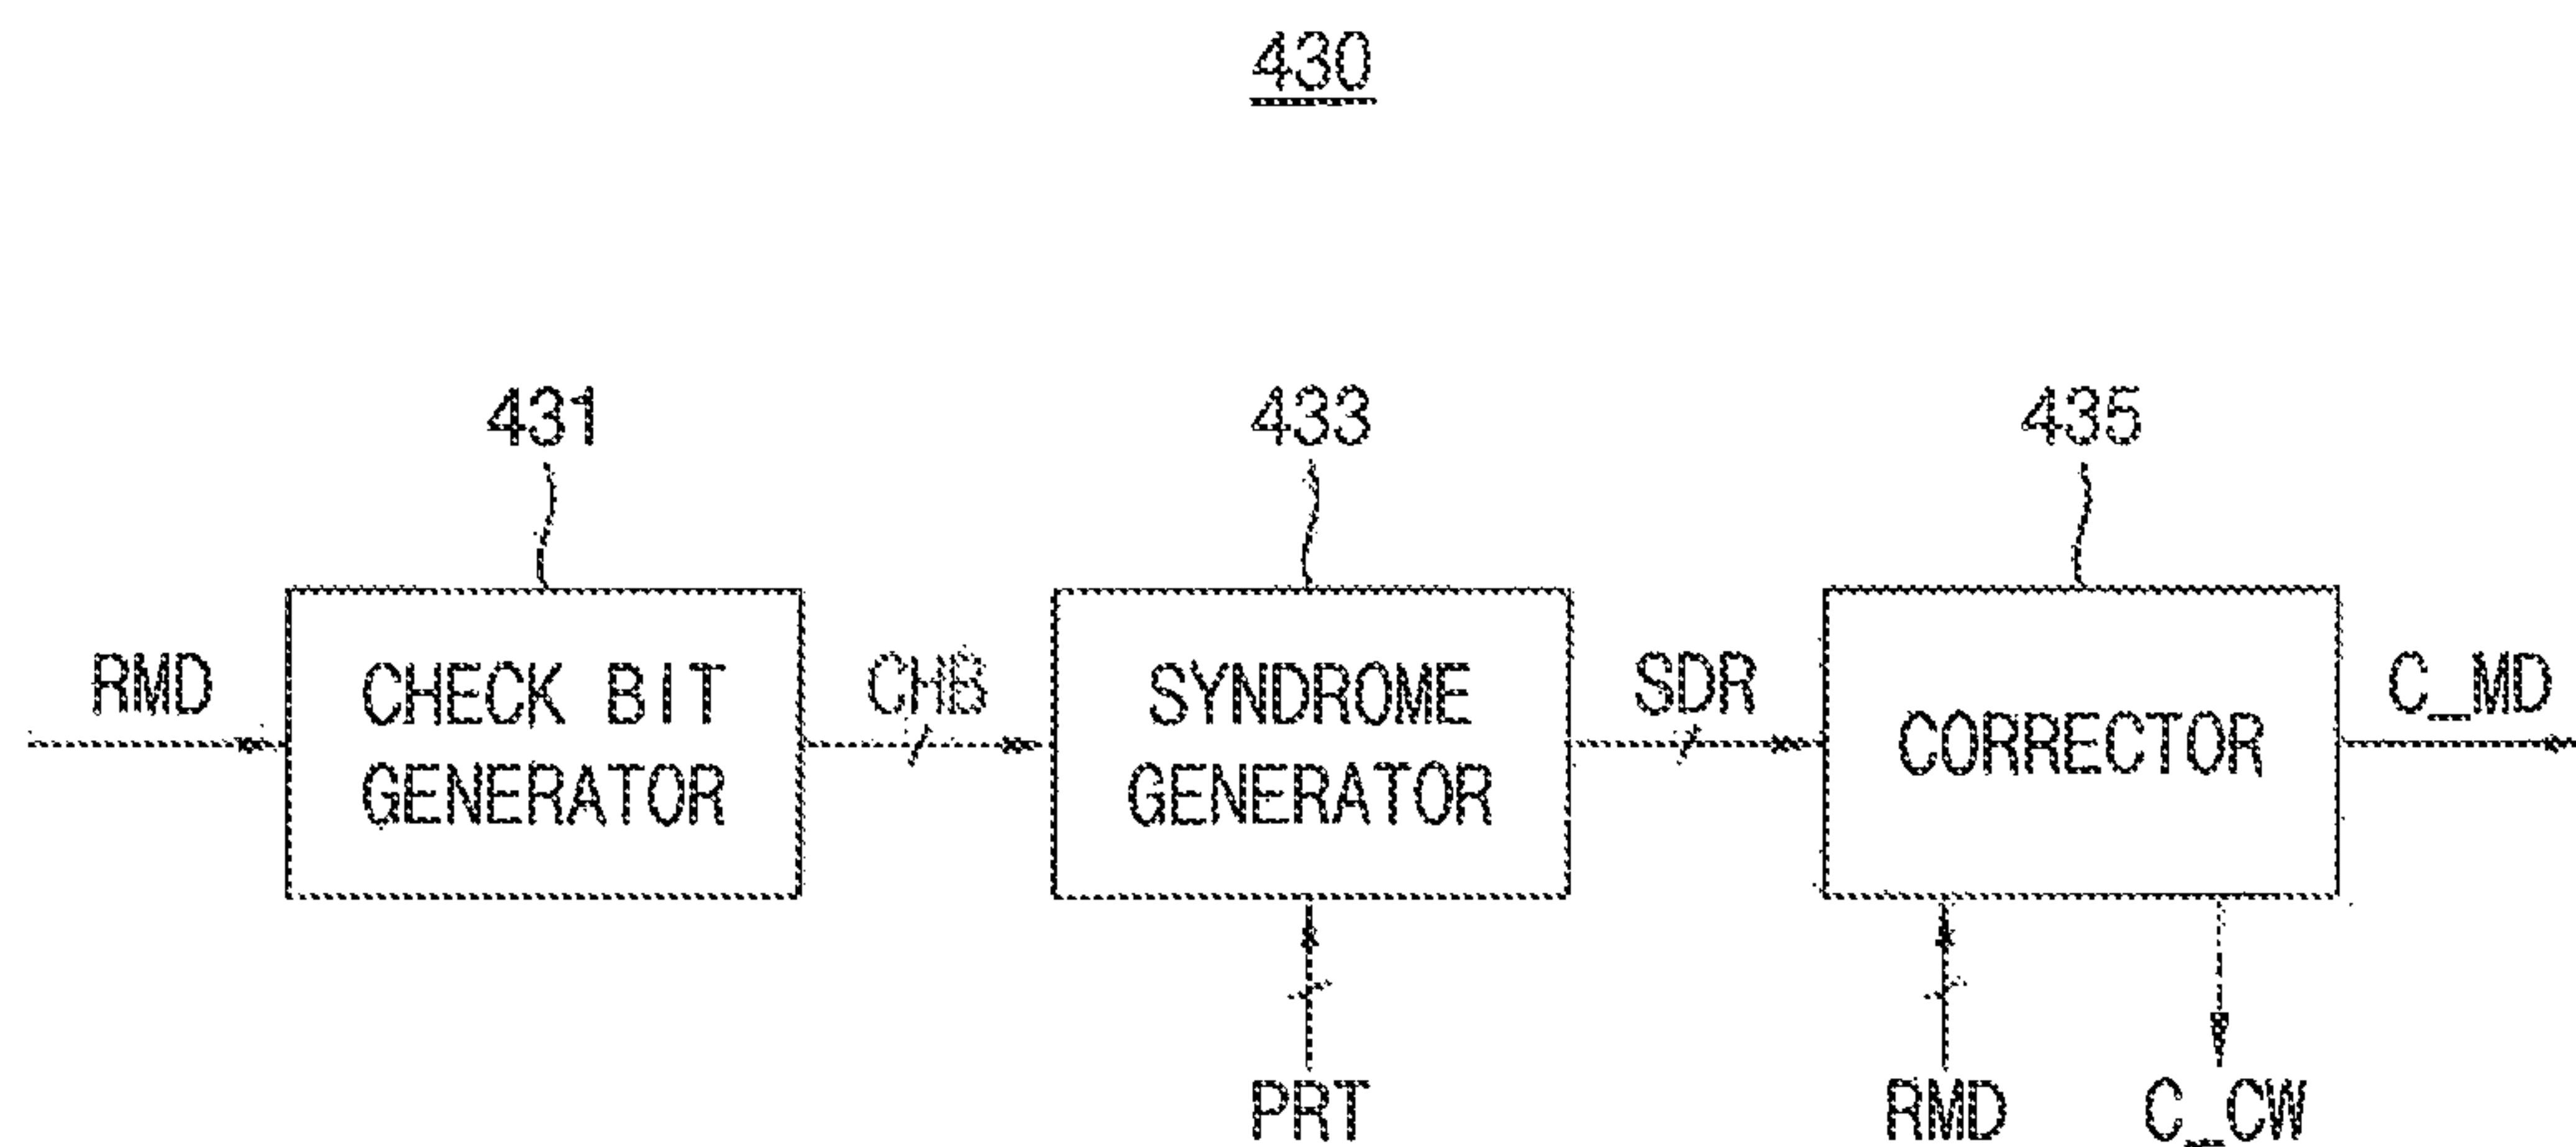 430
431
433
435
RMD
CHECK BIT
GENERATOR
CHB
SYNDROME
GENERATOR
SDR
CORRECTOR
C_MD
PRT
RMD
C_CW